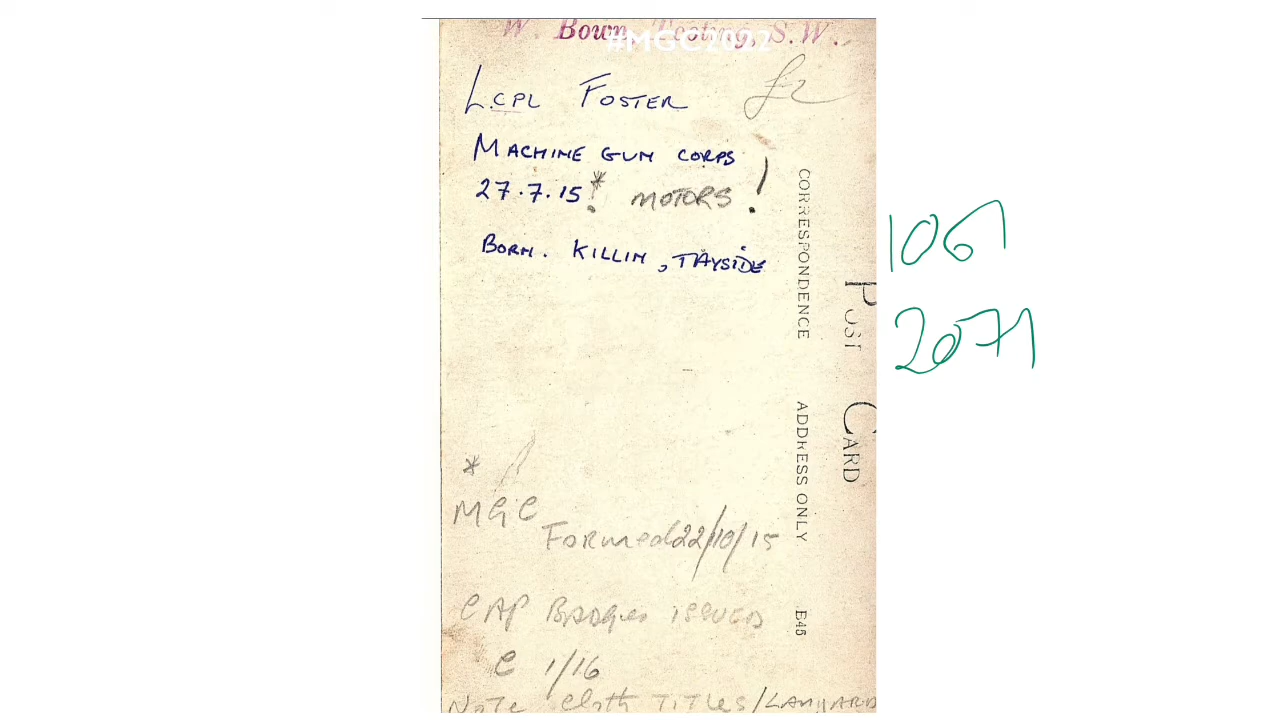 W. Bown, Tooting, S.W.
#MGC2022
L.CPL FOSTER £2
MACHINE GUN CORPS
27.7.15!* MOTORS!
BORN. KILLIN, TAYSIDE
CORRESPONDENCE
ADDRESS ONLY
E45
POST CARD
2071
*
MGC
Formed 22/10/15
CAP BADges ISSUED
C 1/16
NOTE Cloth TITLES/LANYARD